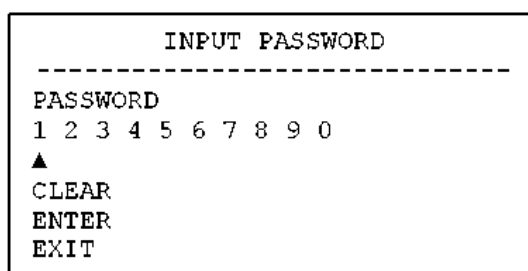 INPUT PASSWORD
PASSWORD
1 2 3 4 5 6 7 8 9 0
▲
CLEAR
ENTER
EXIT